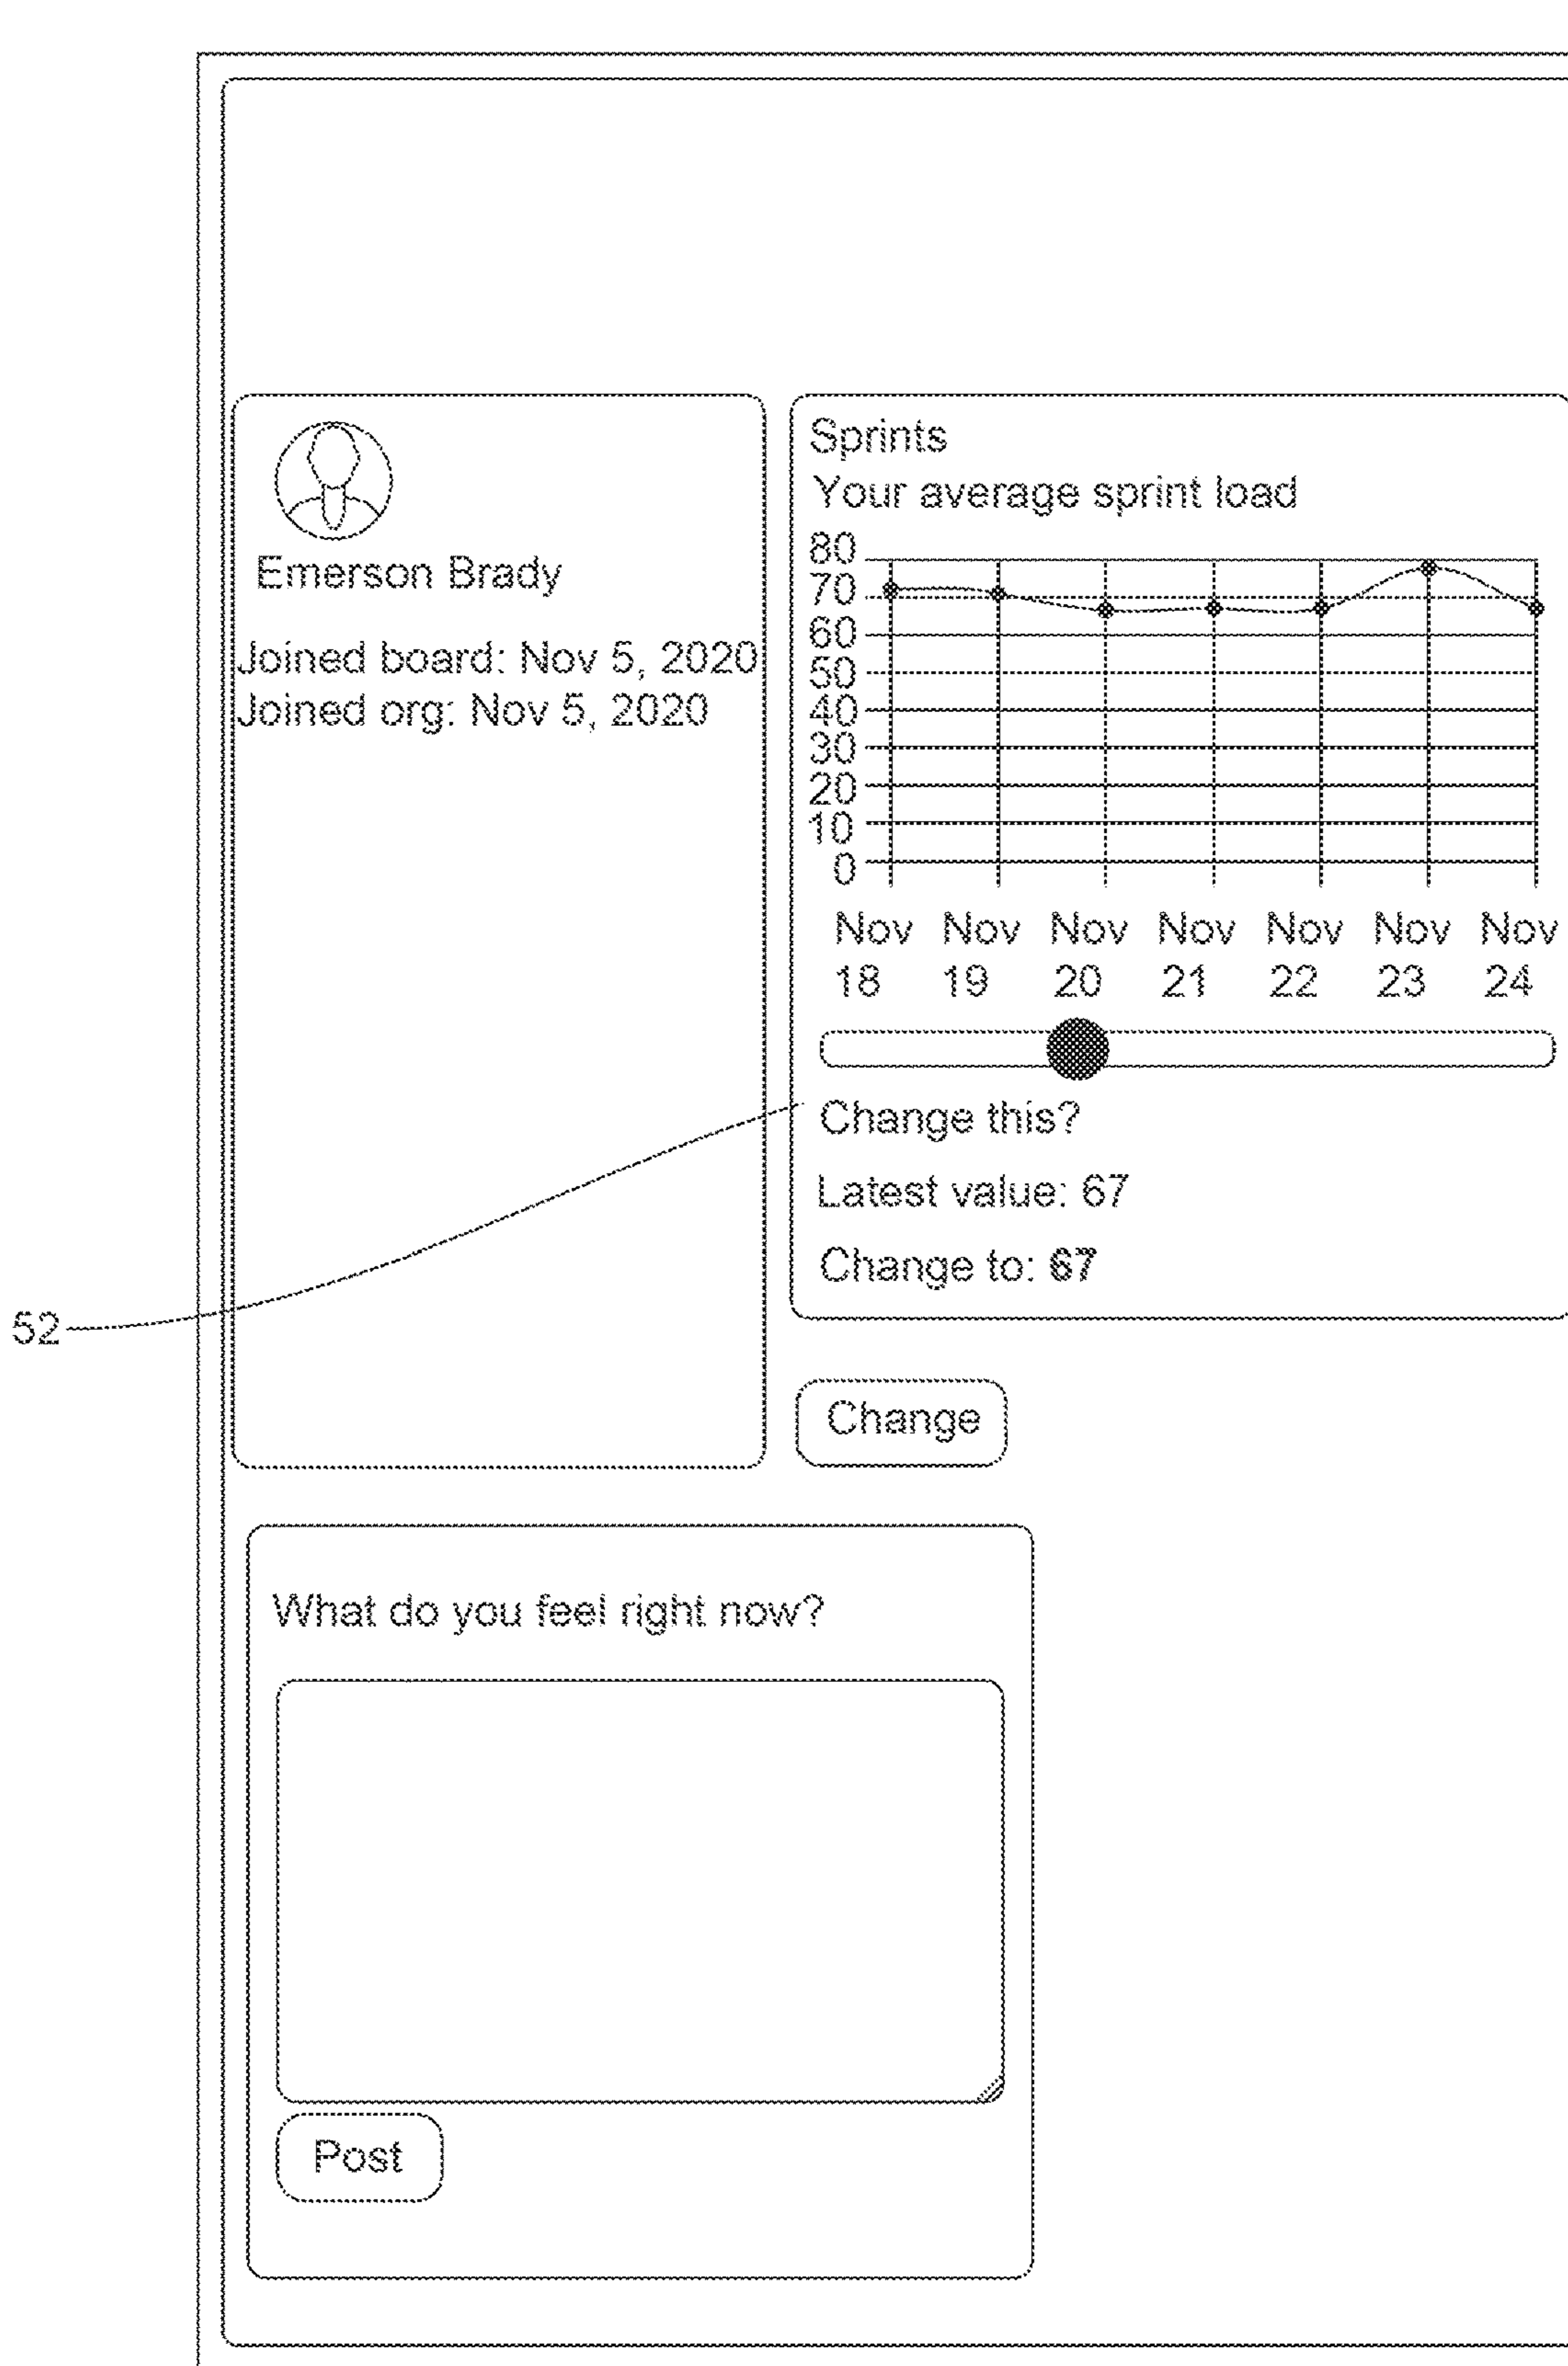 Emerson Brady
Joined board: Nov 5, 2020
Joined org: Nov 5, 2020
Sprints
Your average sprint load
80
70
60
50
40
30
20
10
0
Nov Nov Nov Nov Nov Nov Nov
18 19 20 21 22 23 24
Change this?
Latest value: 67
Change to: 67
52
Change
What do you feel right now?
Post